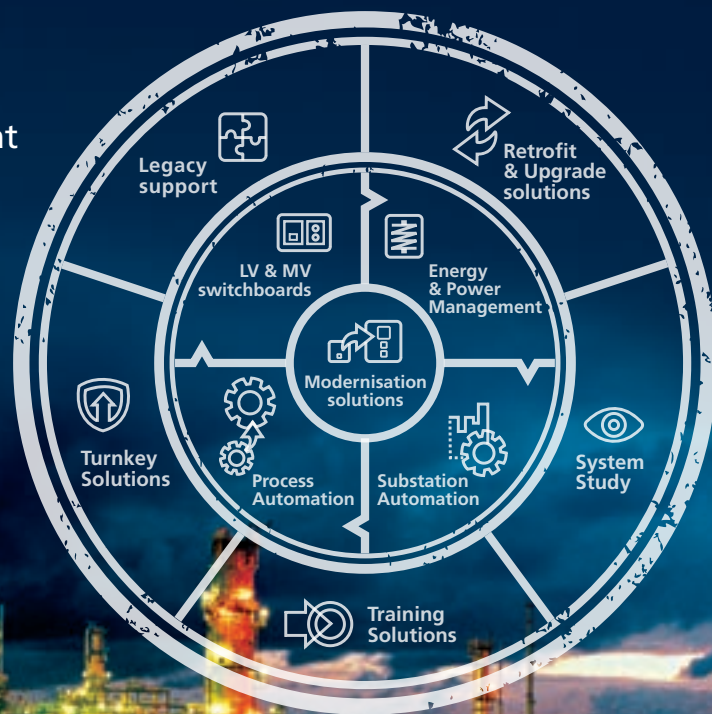 Legacy
support
Retrofit
& Upgrade
solutions
LV & MV
switchboards
Energy
& Power
Management
Modernisation
solutions
Turnkey
Solutions
Process
Automation
Substation
Automation
System
Study
Training
Solutions